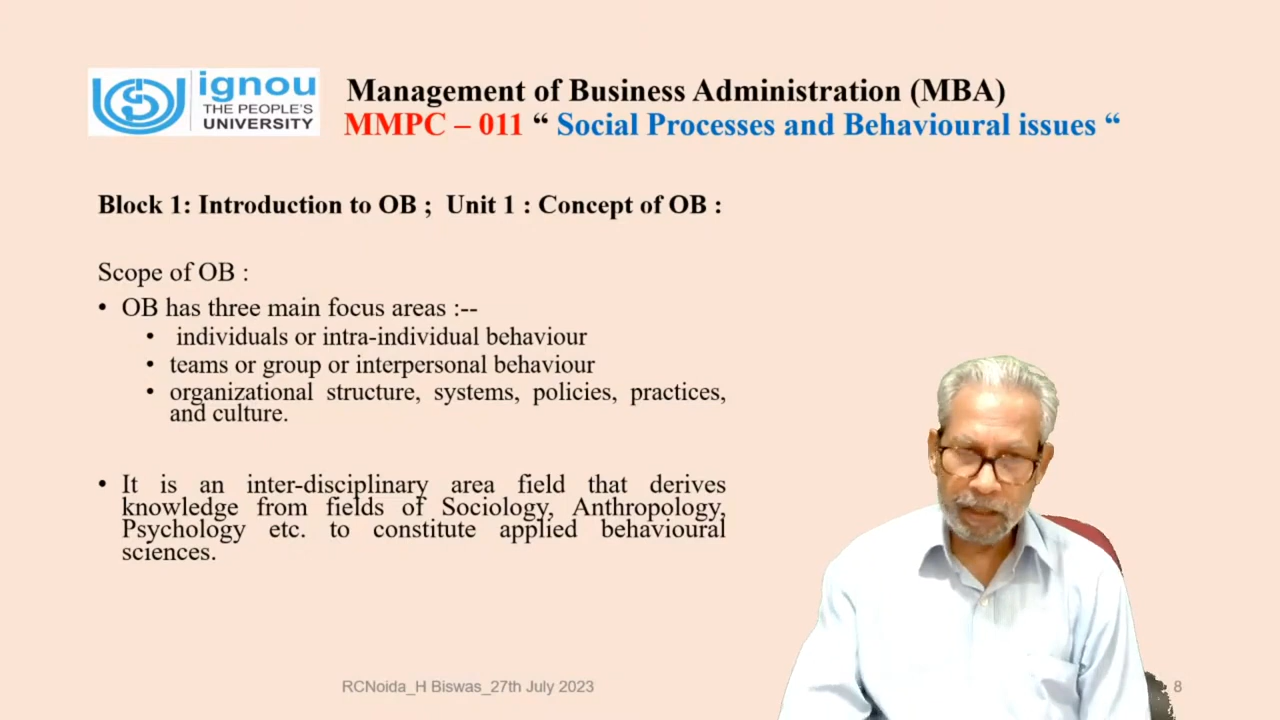 ignou
THE PEOPLE'S
UNIVERSITY
Management of Business Administration (MBA)
MMPC – 011 “ Social Processes and Behavioural issues “
Block 1: Introduction to OB ; Unit 1 : Concept of OB :
Scope of OB :
• OB has three main focus areas :--
• individuals or intra-individual behaviour
• teams or group or interpersonal behaviour
• organizational structure, systems, policies, practices,
and culture.
• It is an inter-disciplinary area field that derives
knowledge from fields of Sociology, Anthropology,
Psychology etc. to constitute applied behavioural
sciences.
RCNoida_H Biswas_27th July 2023
8